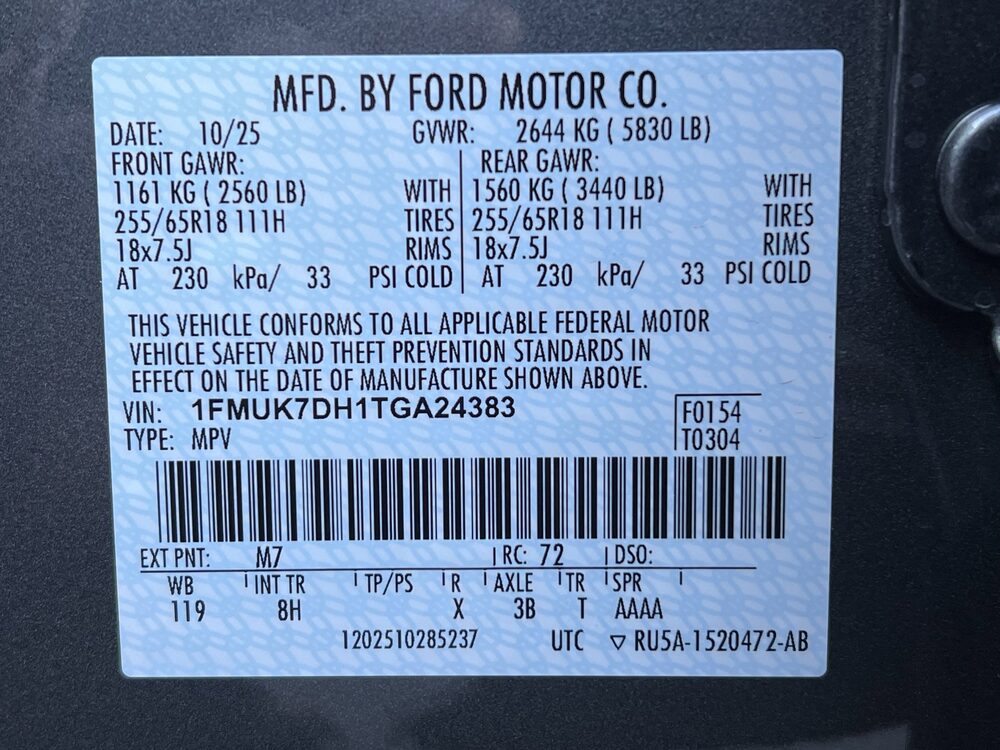 MFD. BY FORD MOTOR CO.
DATE: 10/25 GVWR: 2644 KG ( 5830 LB)
FRONT GAWR: REAR GAWR:
1161 KG ( 2560 LB) WITH 1560 KG ( 3440 LB) WITH
255/65R18 111H TIRES 255/65R18 111H TIRES
18x7.5J RIMS 18x7.5J RIMS
AT 230 kPa/ 33 PSI COLD AT 230 kPa/ 33 PSI COLD
THIS VEHICLE CONFORMS TO ALL APPLICABLE FEDERAL MOTOR
VEHICLE SAFETY AND THEFT PREVENTION STANDARDS IN
EFFECT ON THE DATE OF MANUFACTURE SHOWN ABOVE.
VIN: 1FMUK7DH1TGA24383 F0154
TYPE: MPV T0304
EXT PNT: M7 RC: 72 DSO:
WB INT TR TP/PS R AXLE TR SPR
119 8H X 3B T AAAA
1202510285237 UTC ▽ RU5A-1520472-AB